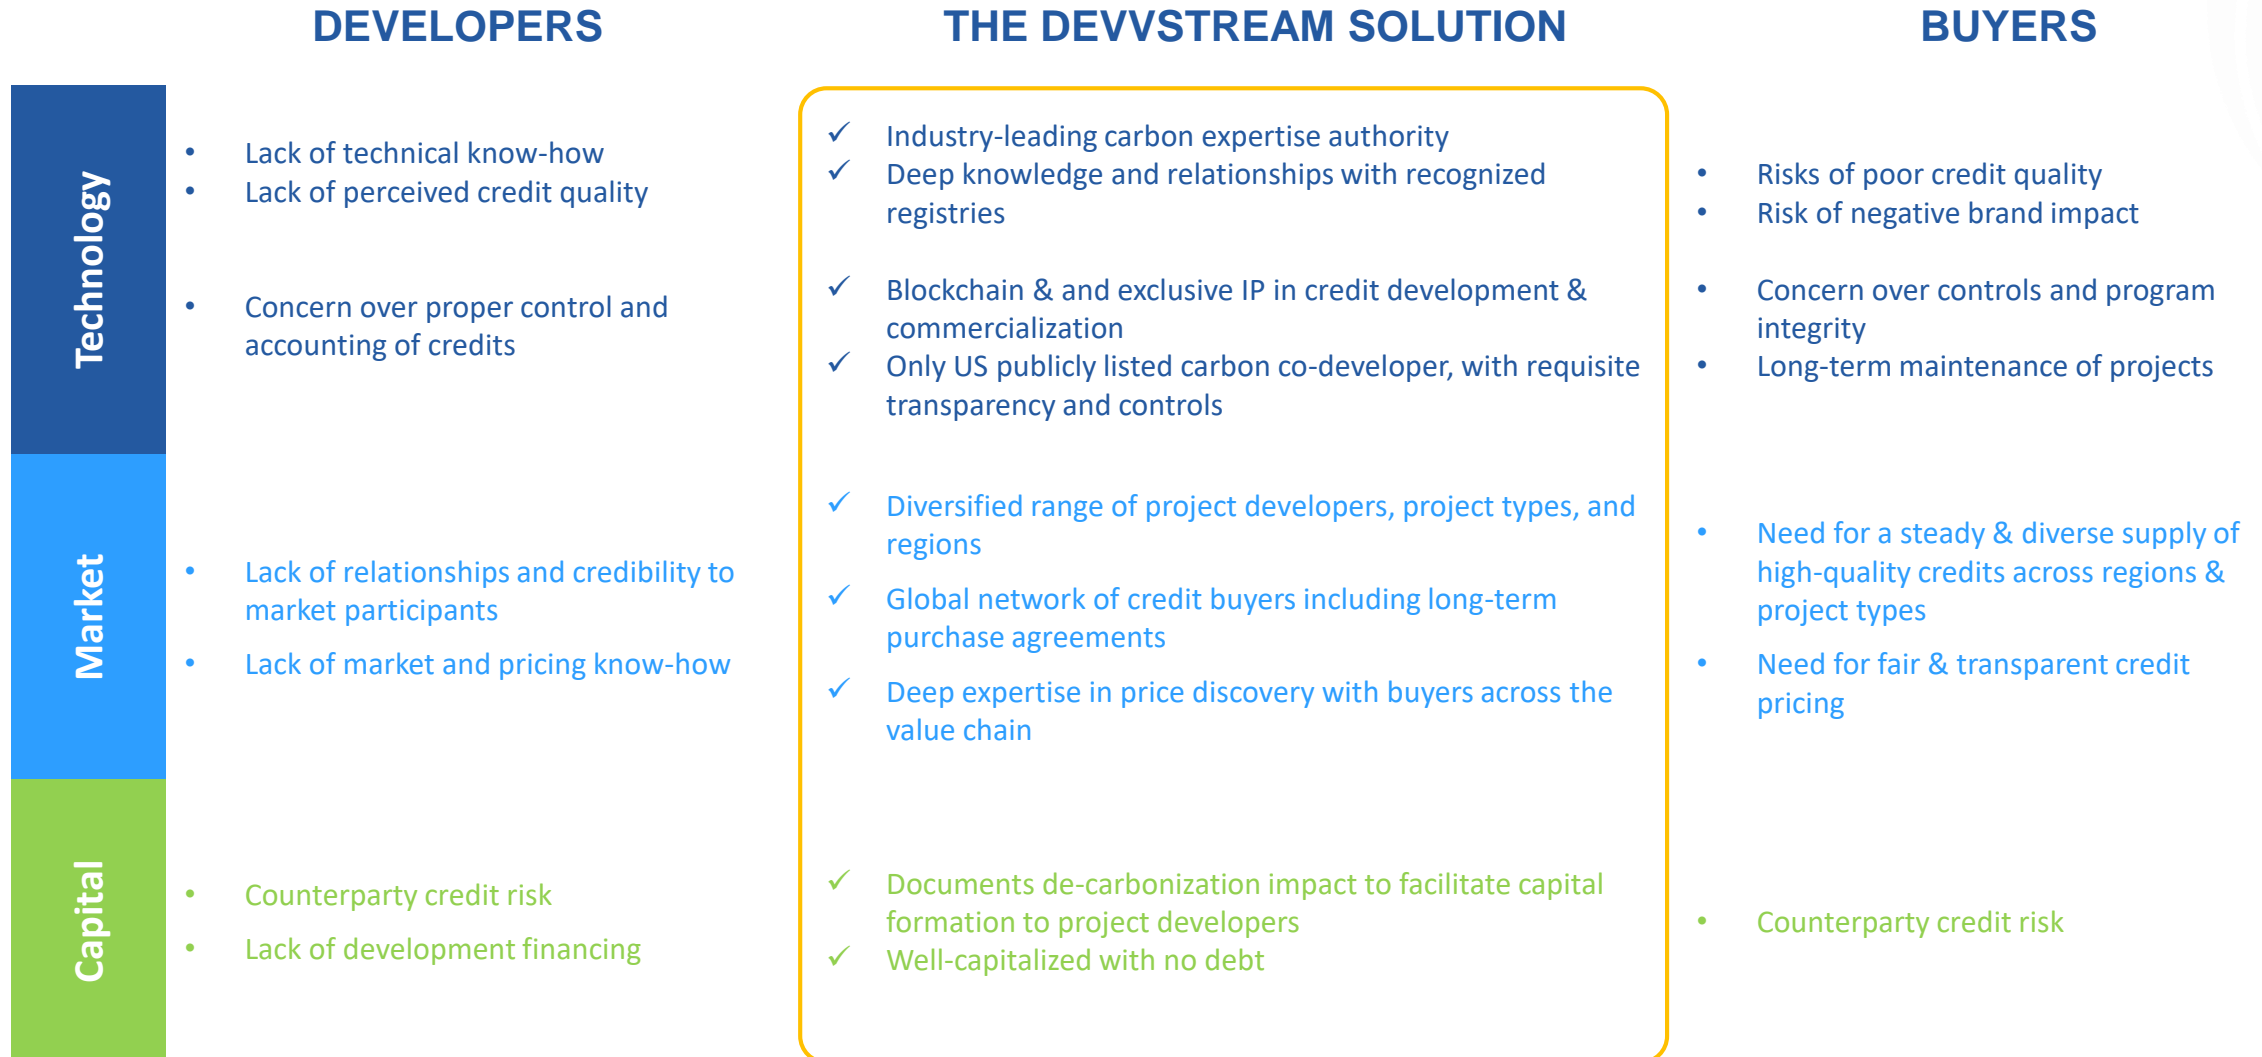 DEVELOPERS
THE DEVVSTREAM SOLUTION
BUYERS
Technology
• Lack of technical know-how
• Lack of perceived credit quality
• Concern over proper control and
accounting of credits
✓ Industry-leading carbon expertise authority
✓ Deep knowledge and relationships with recognized
registries
✓ Blockchain & and exclusive IP in credit development &
commercialization
✓ Only US publicly listed carbon co-developer, with requisite
transparency and controls
• Risks of poor credit quality
• Risk of negative brand impact
• Concern over controls and program
integrity
• Long-term maintenance of projects
Market
• Lack of relationships and credibility to
market participants
• Lack of market and pricing know-how
✓ Diversified range of project developers, project types, and
regions
✓ Global network of credit buyers including long-term
purchase agreements
✓ Deep expertise in price discovery with buyers across the
value chain
• Need for a steady & diverse supply of
high-quality credits across regions &
project types
• Need for fair & transparent credit
pricing
Capital
• Counterparty credit risk
• Lack of development financing
✓ Documents de-carbonization impact to facilitate capital
formation to project developers
✓ Well-capitalized with no debt
• Counterparty credit risk